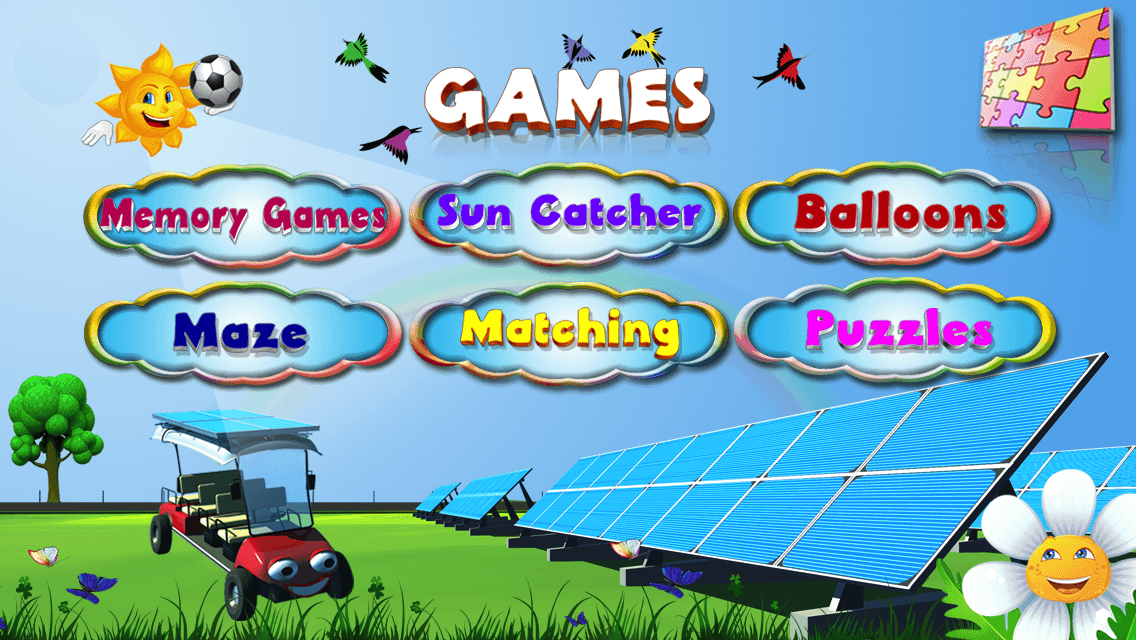 GAMES
Memory Games
Sun Catcher
Balloons
Maze
Matching
Puzzles